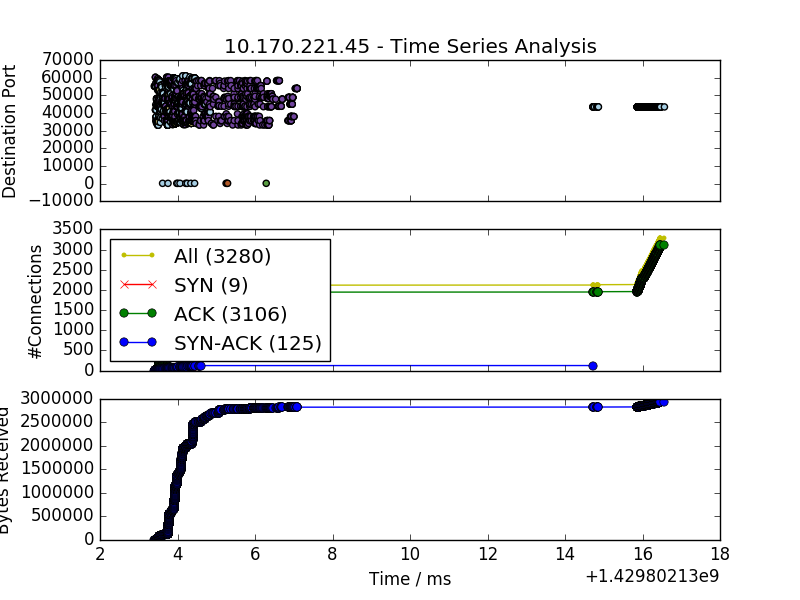 10.170.221.45 - Time Series Analysis
70000
60000
50000
40000
30000
20000
10000
0
−10000
Destination Port
3500
3000
2500
2000
1500
1000
500
0
#Connections
All (3280)
SYN (9)
ACK (3106)
SYN-ACK (125)
3000000
2500000
2000000
1500000
1000000
500000
0
Bytes Received
2 4 6 8 10 12 14 16 18
Time / ms
+1.42980213e9